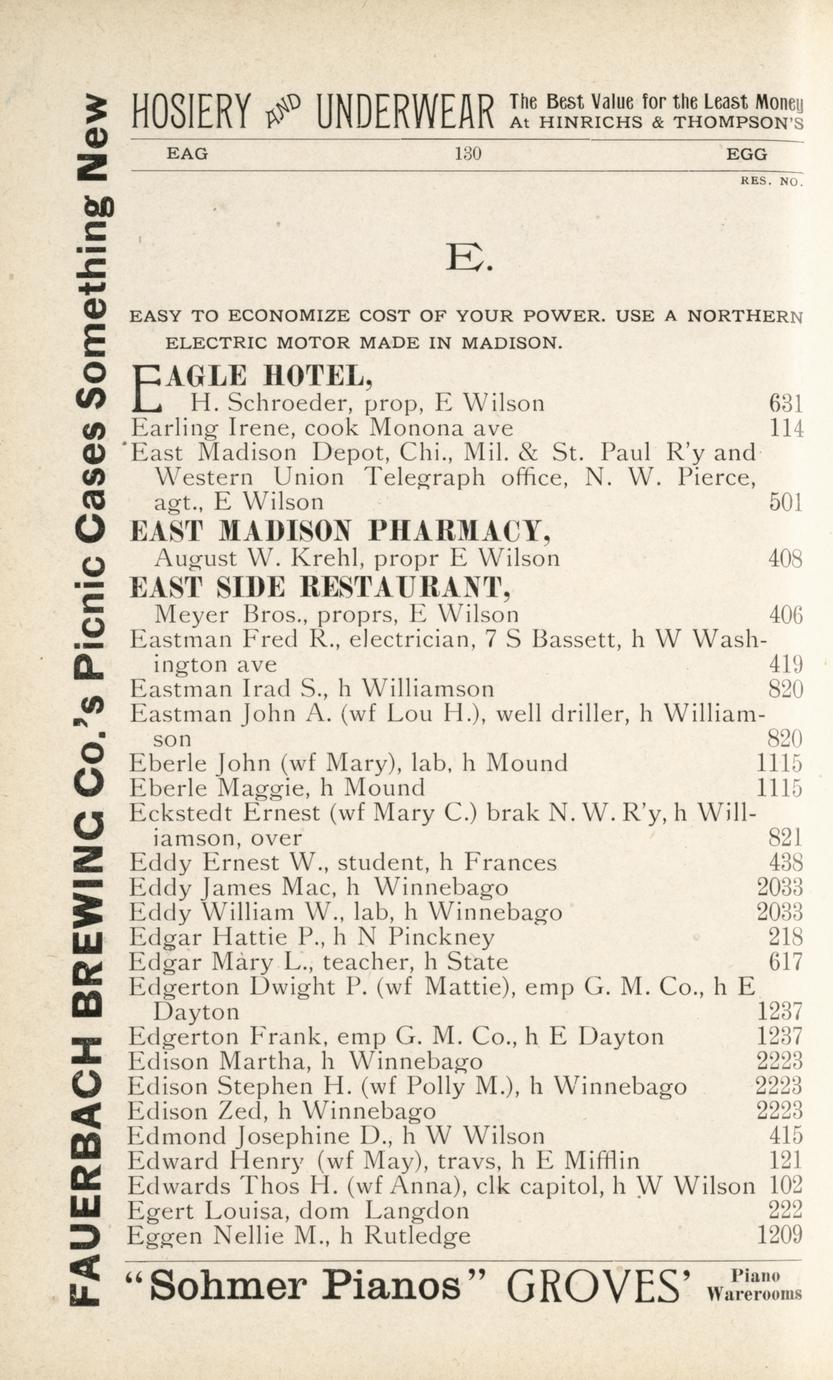 HOSIERY AND UNDERWEAR The Best Value for the Least Money
At HINRICHS & THOMPSON'S
EAG 130 EGG
RES. NO.
E.
EASY TO ECONOMIZE COST OF YOUR POWER. USE A NORTHERN
ELECTRIC MOTOR MADE IN MADISON.
EAGLE HOTEL,
H. Schroeder, prop, E Wilson 631
Earling Irene, cook Monona ave 114
East Madison Depot, Chi., Mil. & St. Paul R'y and
Western Union Telegraph office, N. W. Pierce,
agt., E Wilson 501
EAST MADISON PHARMACY,
August W. Krehl, propr E Wilson 408
EAST SIDE RESTAURANT,
Meyer Bros., proprs, E Wilson 406
Eastman Fred R., electrician, 7 S Bassett, h W Wash-
ington ave 419
Eastman Irad S., h Williamson 820
Eastman John A. (wf Lou H.), well driller, h William-
son 820
Eberle John (wf Mary), lab, h Mound 1115
Eberle Maggie, h Mound 1115
Eckstedt Ernest (wf Mary C.) brak N. W. R'y, h Will-
iamson, over 821
Eddy Ernest W., student, h Frances 438
Eddy James Mac, h Winnebago 2033
Eddy William W., lab, h Winnebago 2033
Edgar Hattie P., h N Pinckney 218
Edgar Mary L., teacher, h State 617
Edgerton Dwight P. (wf Mattie), emp G. M. Co., h E
Dayton 1237
Edgerton Frank, emp G. M. Co., h E Dayton 1237
Edison Martha, h Winnebago 2223
Edison Stephen H. (wf Polly M.), h Winnebago 2223
Edison Zed, h Winnebago 2223
Edmond Josephine D., h W Wilson 415
Edward Henry (wf May), travs, h E Mifflin 121
Edwards Thos H. (wf Anna), clk capitol, h W Wilson 102
Egert Louisa, dom Langdon 222
Eggen Nellie M., h Rutledge 1209
"Sohmer Pianos" GROVES' Piano
Warerooms
FAUERBACH BREWING Co.'s Picnic Cases Something New